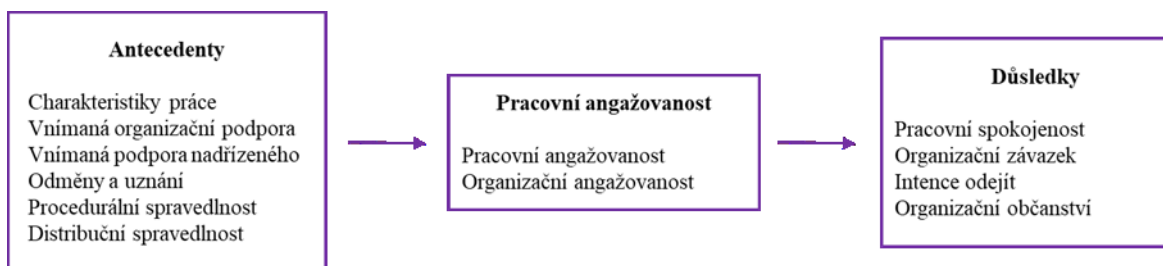 Antecedenty
Charakteristiky práce
Vnímaná organizační podpora
Vnímaná podpora nadřízeného
Odměny a uznání
Procedurální spravedlnost
Distribuční spravedlnost
Pracovní angažovanost
Pracovní angažovanost
Organizační angažovanost
Důsledky
Pracovní spokojenost
Organizační závazek
Intence odejít
Organizační občanství